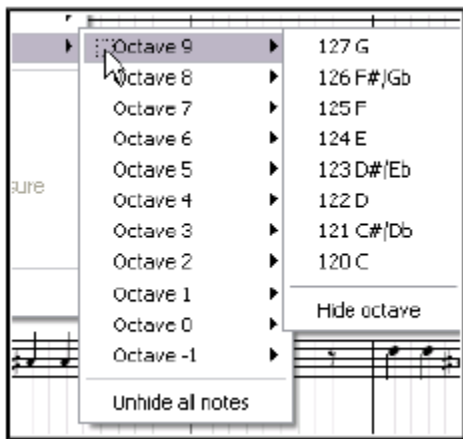 Octave 9
Octave 8
Octave 7
Octave 6
Octave 5
Octave 4
Octave 3
Octave 2
Octave 1
Octave 0
Octave -1
Unhide all notes
127 G
126 F#/Gb
125 F
124 E
123 D#/Eb
122 D
121 C#/Db
120 C
Hide octave
sure